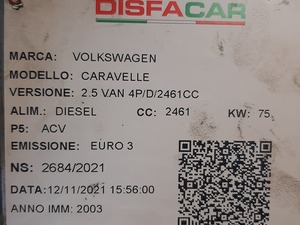 DISFACAR
MARCA: VOLKSWAGEN
MODELLO: CARAVELLE
VERSIONE: 2.5 VAN 4P/D/2461CC
ALIM.: DIESEL CC: 2461 KW: 75
P5: ACV
EMISSIONE: EURO 3
NS: 2684/2021
DATA:12/11/2021 15:56:00
ANNO IMM: 2003